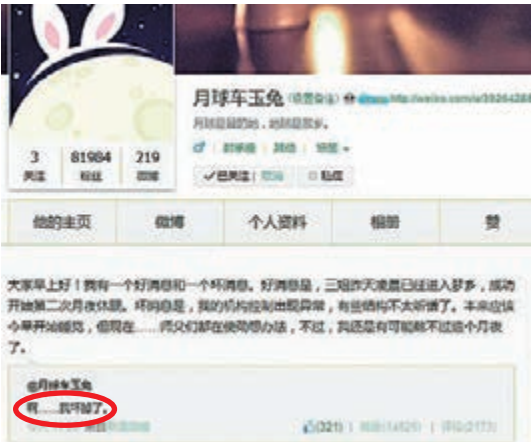 月球车玉兔
3 81984 219
关注 粉丝 微博
已关注
私信
他的主页 微博 个人资料 相册 赞
大家早上好！我有一个好消息和一个坏消息。好消息是，三姐昨天凌晨已经进入梦乡，成功
开始第二次月夜休眠。坏消息是，我的机构控制出现异常，有些结构不太听话了。本来应该
今早开始睡觉，但现在……师父们都在使劲想办法，不过，我还是有可能熬不过这个月夜
了。
@月球车玉兔
啊……我坏掉了。
(321)